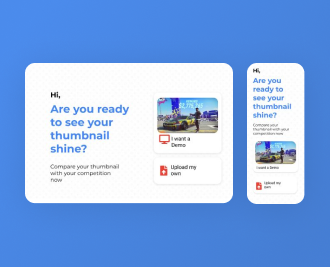 Hi,
Are you ready
to see your
thumbnail
shine?
Compare your thumbnail
with your competition
now
I want a
Demo
Upload my
own
Hi,
Are you
ready to
see your
thumbnail
shine?
Compare your
thumbnail with your
competition now
I want a Demo
Upload my
own